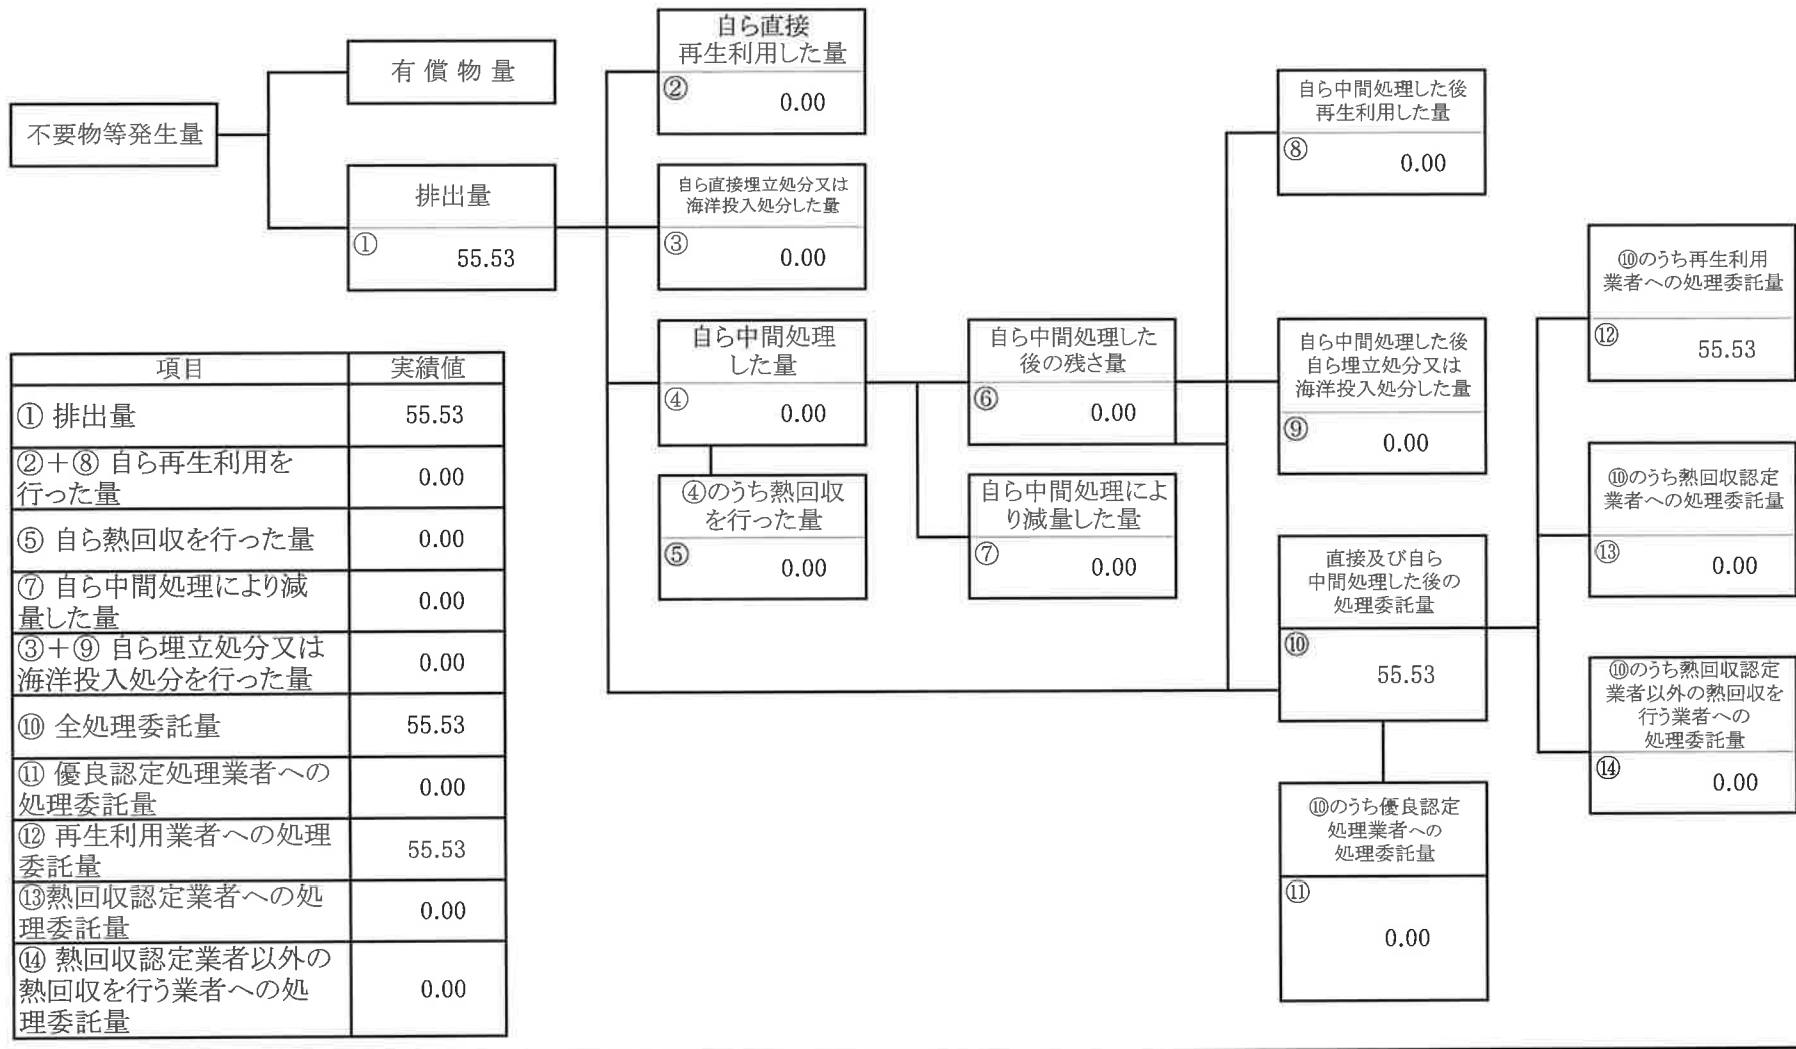 不要物等発生量
有償物量
排出量
①
55.53
自ら直接
再生利用した量
②
0.00
自ら直接埋立処分又は
海洋投入処分した量
③
0.00
自ら中間処理
した量
④
0.00
④のうち熱回収
を行った量
⑤
0.00
自ら中間処理した
後の残さ量
⑥
0.00
自ら中間処理によ
り減量した量
⑦
0.00
自ら中間処理した後
再生利用した量
⑧
0.00
自ら中間処理した後
自ら埋立処分又は
海洋投入処分した量
⑨
0.00
直接及び自ら
中間処理した後の
処理委託量
⑩
55.53
⑩のうち優良認定
処理業者への
処理委託量
⑪
0.00
⑩のうち再生利用
業者への処理委託量
⑫
55.53
⑩のうち熱回収認定
業者への処理委託量
⑬
0.00
⑩のうち熱回収認定
業者以外の熱回収を
行う業者への
処理委託量
⑭
0.00
項目 実績値
① 排出量 55.53
②+⑧ 自ら再生利用を
行った量 0.00
⑤ 自ら熱回収を行った量 0.00
⑦ 自ら中間処理により減
量した量 0.00
③+⑨ 自ら埋立処分又は
海洋投入処分を行った量 0.00
⑩ 全処理委託量 55.53
⑪ 優良認定処理業者への
処理委託量 0.00
⑫ 再生利用業者への処理
委託量 55.53
⑬熱回収認定業者への処
理委託量 0.00
⑭ 熱回収認定業者以外の
熱回収を行う業者への処
理委託量 0.00